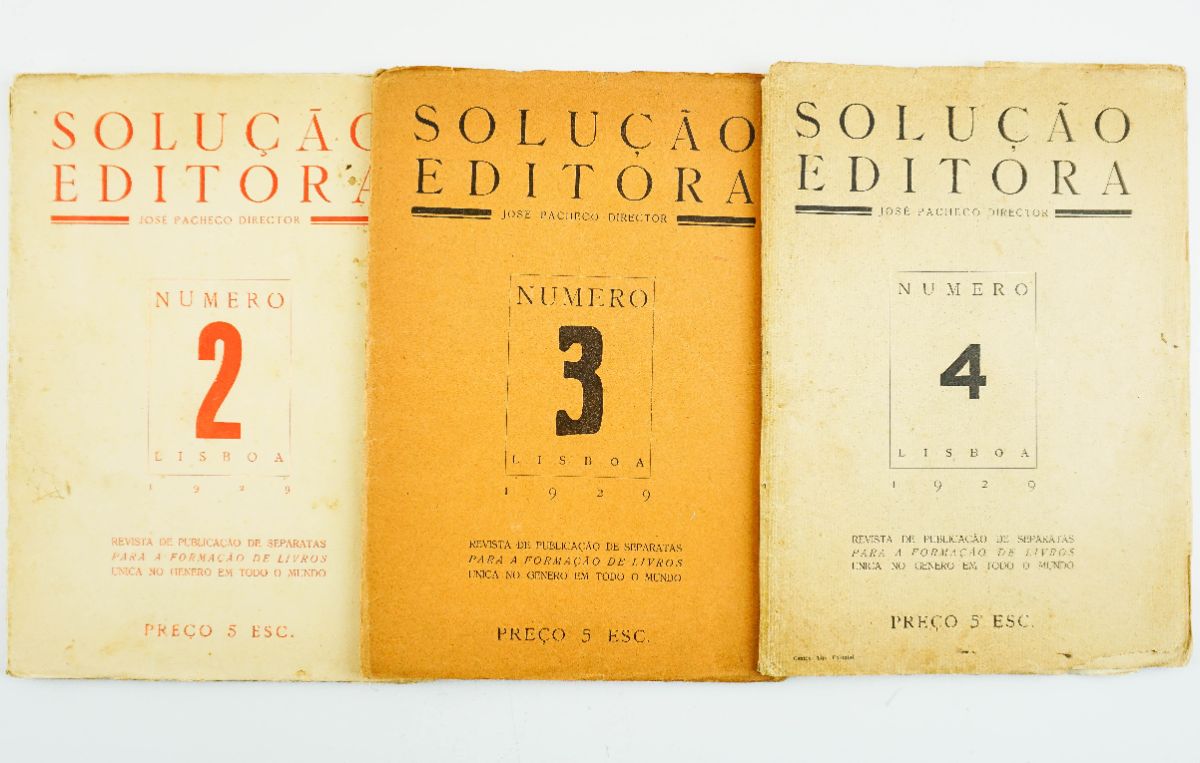 SOLUÇÃO
EDITORA
JOSÉ PACHECO DIRECTOR
NUMERO
2
LISBOA
1929
REVISTA DE PUBLICAÇÃO DE SEPARATAS
PARA A FORMAÇÃO DE LIVROS
UNICA NO GENERO EM TODO O MUNDO
PREÇO 5 ESC.
SOLUÇÃO
EDITORA
JOSÉ PACHECO DIRECTOR
NUMERO
3
LISBOA
1929
REVISTA DE PUBLICAÇÃO DE SEPARATAS
PARA A FORMAÇÃO DE LIVROS
UNICA NO GENERO EM TODO O MUNDO
PREÇO 5 ESC.
SOLUÇÃO
EDITORA
JOSÉ PACHECO DIRECTOR
NUMERO
4
LISBOA
1929
REVISTA DE PUBLICAÇÃO DE SEPARATAS
PARA A FORMAÇÃO DE LIVROS
UNICA NO GENERO EM TODO O MUNDO
PREÇO 5 ESC.